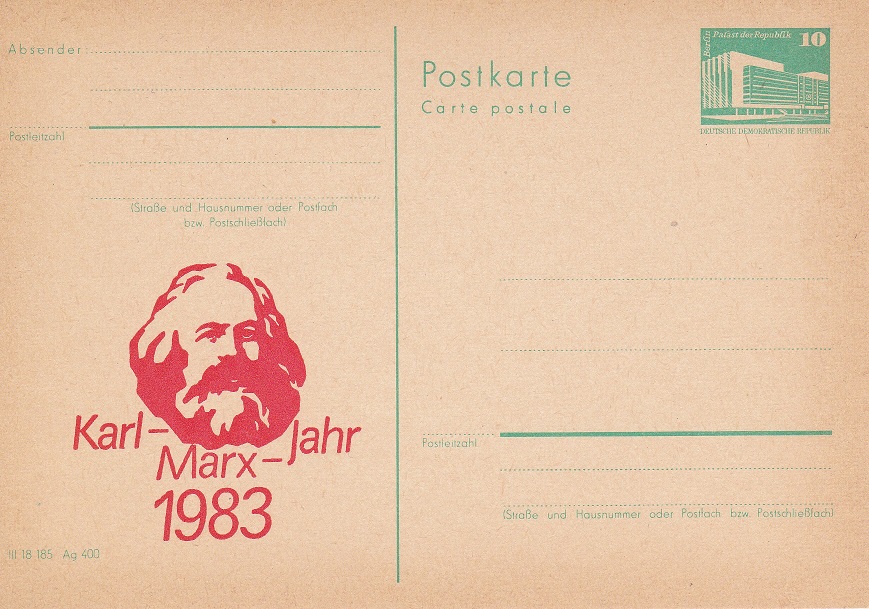 Absender
Postleitzahl
(Straße und Hausnummer oder Postfach
bzw. Postschließfach)
Karl-
Marx-
Jahr
1983
III 18 185 Ag 400
Postkarte
Carte postale
Berlin
Palast der Republik
10
DEUTSCHE DEMOKRATISCHE REPUBLIK
Postleitzahl
(Straße und Hausnummer oder Postfach bzw. Postschließfach)